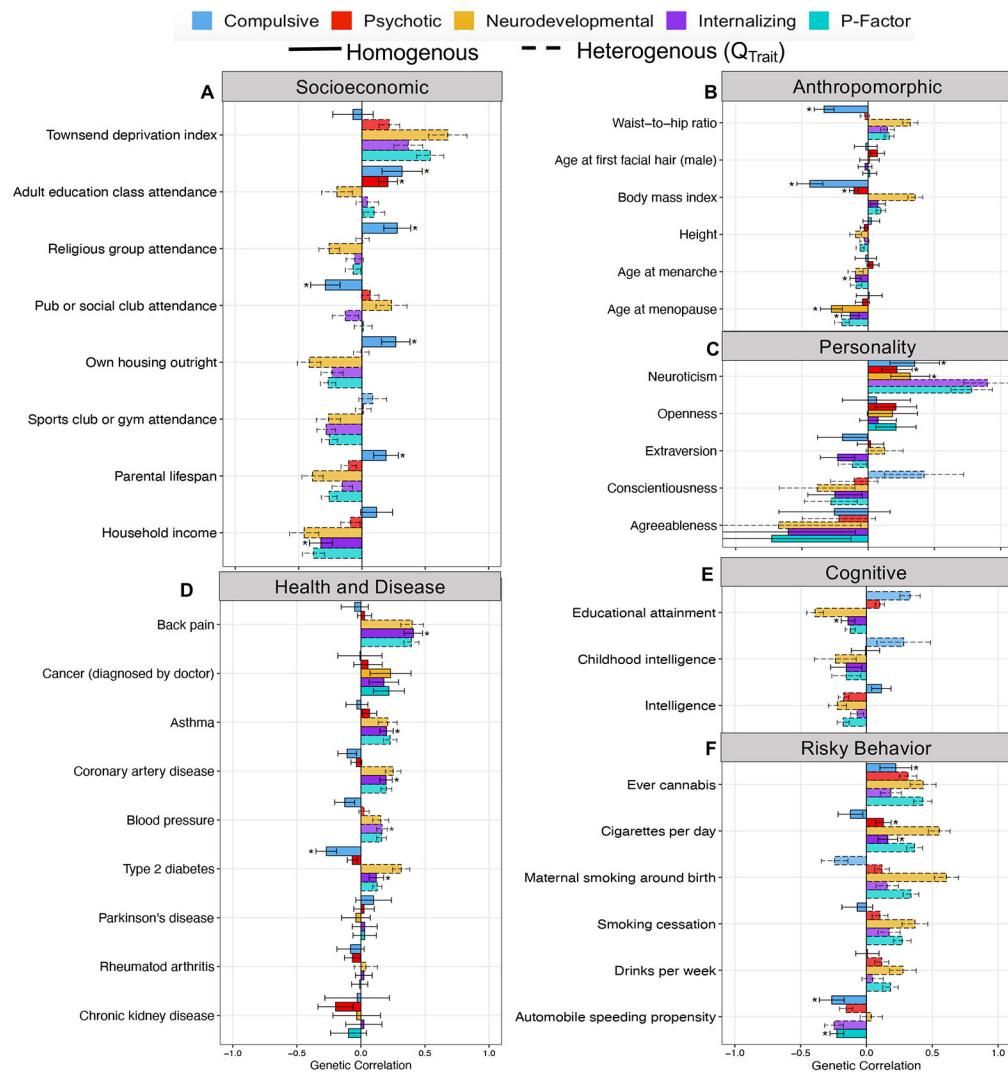 Compulsive Psychotic Neurodevelopmental Internalizing P-Factor
Homogenous Heterogenous (QTrait)
A Socioeconomic
Townsend deprivation index
Adult education class attendance
Religious group attendance
Pub or social club attendance
Own housing outright
Sports club or gym attendance
Parental lifespan
Household income
B Anthropomorphic
Waist-to-hip ratio
Age at first facial hair (male)
Body mass index
Height
Age at menarche
Age at menopause
C Personality
Neuroticism
Openness
Extraversion
Conscientiousness
Agreeableness
D Health and Disease
Back pain
Cancer (diagnosed by doctor)
Asthma
Coronary artery disease
Blood pressure
Type 2 diabetes
Parkinson's disease
Rheumatod arthritis
Chronic kidney disease
-1.0 -0.5 0.0 0.5 1.0
Genetic Correlation
E Cognitive
Educational attainment
Childhood intelligence
Intelligence
F Risky Behavior
Ever cannabis
Cigarettes per day
Maternal smoking around birth
Smoking cessation
Drinks per week
Automobile speeding propensity
-1.0 -0.5 0.0 0.5 1.0
Genetic Correlation